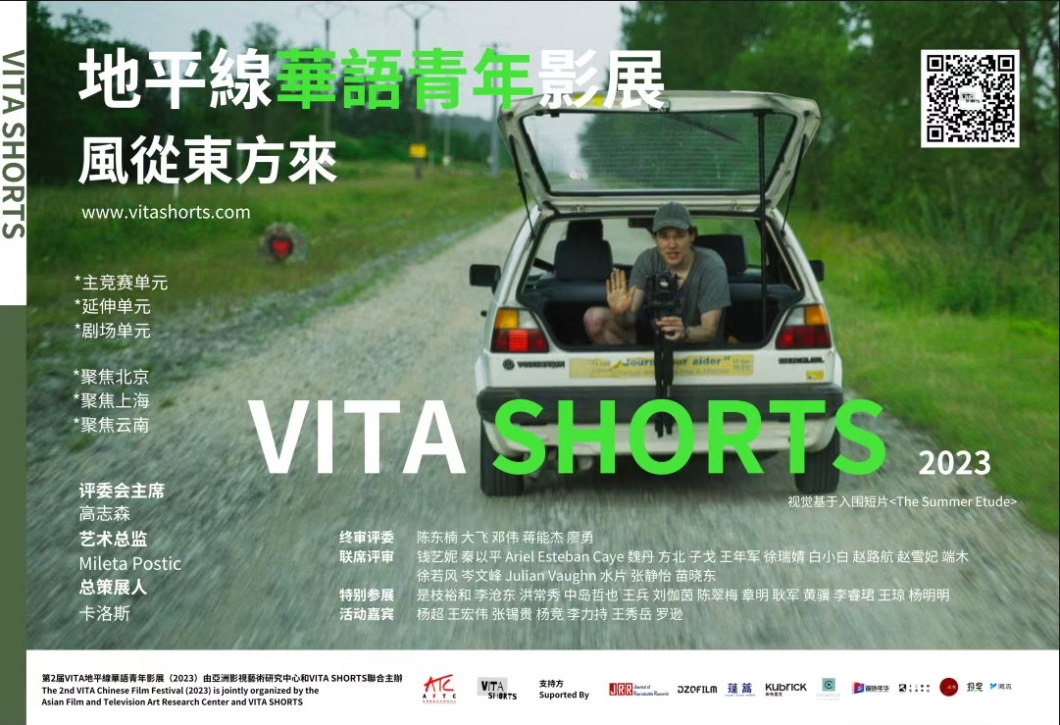 VITA SHORTS
地平線華語青年影展
風從東方來
www.vitashorts.com
*主竞赛单元
*延伸单元
*剧场单元
*聚焦北京
*聚焦上海
*聚焦云南
VITA SHORTS 2023
视觉基于入围短片<The Summer Etude>
评委会主席
高志森
艺术总监
Mileta Postic
总策展人
卡洛斯
终审评委 陈东楠 大飞 邓伟 蒋能杰 廖勇
联席评审 钱艺妮 秦以平 Ariel Esteban Caye 魏丹 方北 子戈 王年军 徐瑞婧 白小白 赵路航 赵雪妃 端木
徐若风 岑文峰 Julian Vaughn 水片 张静怡 苗晓东
特别参展 是枝裕和 李沧东 洪常秀 中岛哲也 王兵 刘伽茵 陈翠梅 章明 耿军 黄骥 李睿珺 王琼 杨明明
活动嘉宾 杨超 王宏伟 张锡贵 杨竞 李力持 王秀岳 罗逊
第2届VITA地平線華語青年影展（2023）由亞洲影視藝術研究中心和VITA SHORTS聯合主辦
The 2nd VITA Chinese Film Festival (2023) is jointly organized by the
Asian Film and Television Art Research Center and VITA SHORTS
ATC
AFTC
VITA
SHORTS
支持方
Suported By
JRR Journal of
Reproducible Research
DZOFILM
蓬蒿
KUBRICK